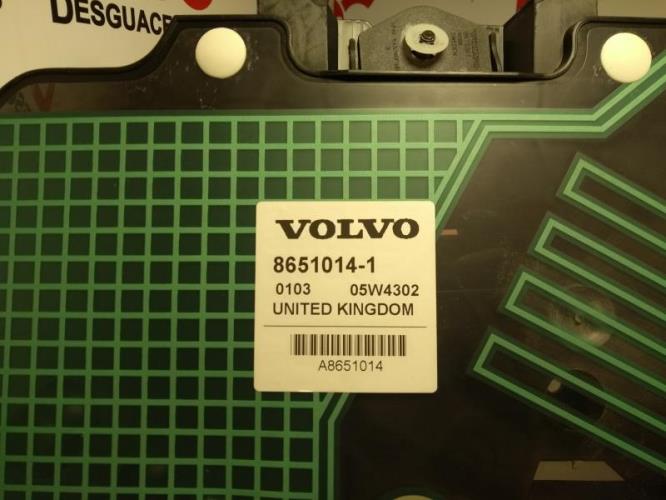 DESGUACE
VOLVO
8651014-1
0103 05W4302
UNITED KINGDOM
A8651014